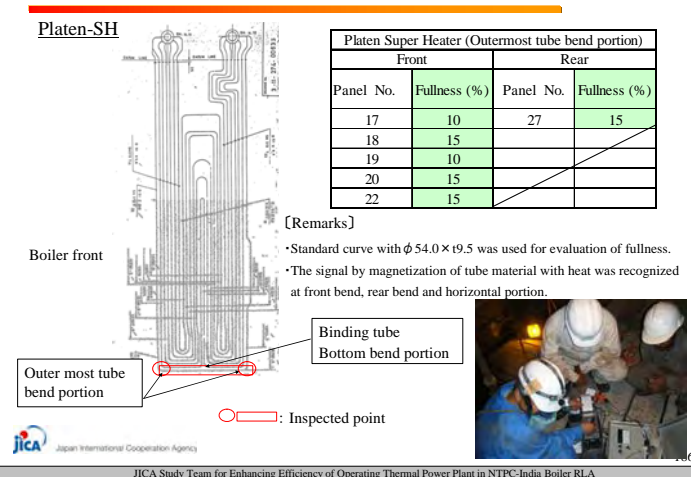 Platen-SH
Platen Super Heater (Outermost tube bend portion)
Front Rear
Panel No. Fullness (%) Panel No. Fullness (%)
17 10 27 15
18 15
19 10
20 15
22 15
〔Remarks〕
・Standard curve with ϕ54.0×t9.5 was used for evaluation of fullness.
・The signal by magnetization of tube material with heat was recognized
at front bend, rear bend and horizontal portion.
Boiler front
Binding tube
Bottom bend portion
Outer most tube
bend portion
: Inspected point
jICA Japan International Cooperation Agency
JICA Study Team for Enhancing Efficiency of Operating Thermal Power Plant in NTPC-India Boiler RLA